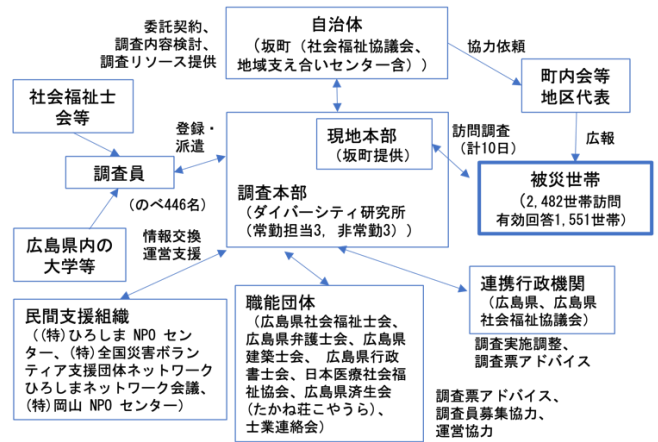 委託契約、
調査内容検討、
調査リソース提供
自治体
（坂町（社会福祉協議会、
地域支え合いセンター含））
協力依頼
町内会等
地区代表
社会福祉士
会等
登録・
派遣
現地本部
（坂町提供）
訪問調査
（計10日）
広報
調査員
（のべ446名）
調査本部
（ダイバーシティ研究所
（常勤担当3, 非常勤3））
被災世帯
（2,482世帯訪問
有効回答1,551世帯）
広島県内の
大学等
情報交換
運営支援
民間支援組織
（（特）ひろしま NPO セン
ター、（特）全国災害ボラン
ティア支援団体ネットワーク
ひろしまネットワーク会議、
（特）岡山 NPO センター）
職能団体
（広島県社会福祉士会、
広島県弁護士会、広島県
建築士会、 広島県行政
書士会、日本医療社会福
祉協会、広島県済生会
（たかね荘こやうら）、
士業連絡会）
連携行政機関
（広島県、広島県
社会福祉協議会）
調査実施調整、
調査票アドバイス
調査票アドバイス、
調査員募集協力、
運営協力